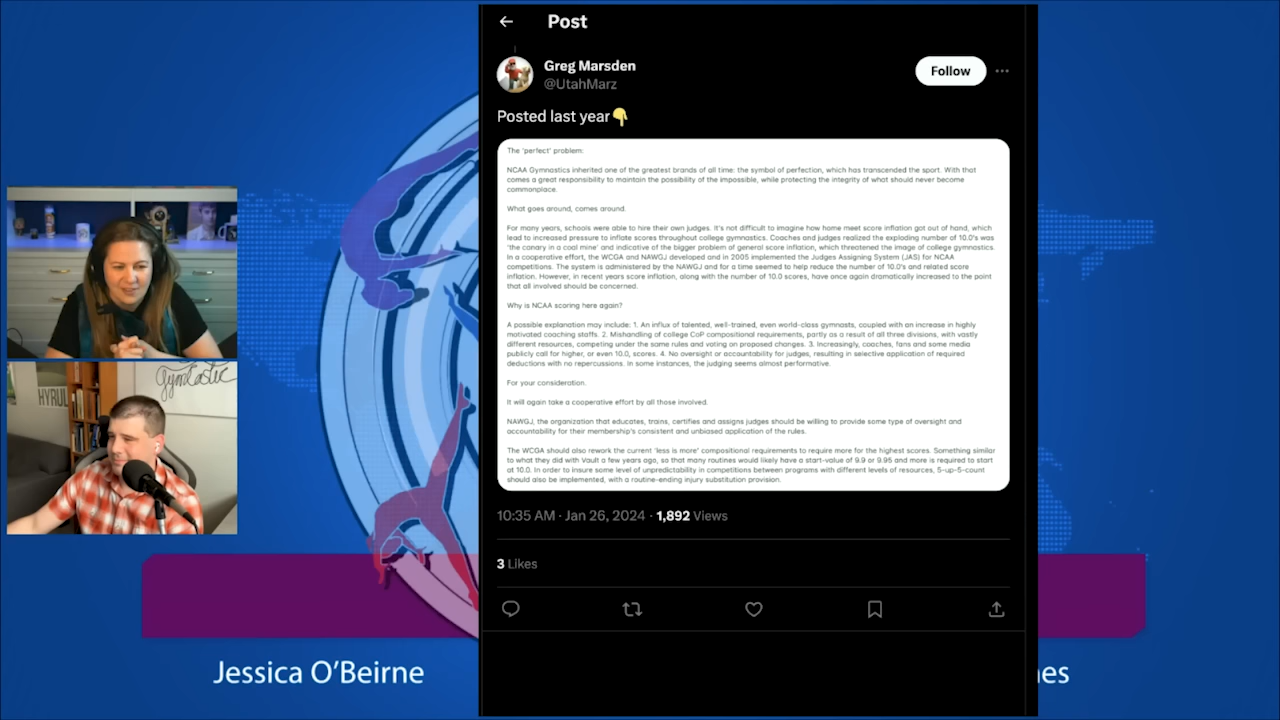 Post
Greg Marsden
@UtahMarz
Follow
Posted last year👇
The 'perfect' problem:
NCAA Gymnastics inherited one of the greatest brands of all time: the symbol of perfection, which has transcended the sport. With that
comes a great responsibility to maintain the possibility of the impossible, while protecting the integrity of what should never become
commonplace.
What goes around, comes around.
For many years, schools were able to hire their own judges. It's not difficult to imagine how home meet score inflation got out of hand, which
lead to increased pressure to inflate scores throughout college gymnastics. Coaches and judges realized the exploding number of 10.0's was
'the canary in a coal mine' and indicative of the bigger problem of general score inflation, which threatened the image of college gymnastics.
In a cooperative effort, the WCGA and NAWGJ developed and in 2005 implemented the Judges Assigning System (JAS) for NCAA
competitions. The system is administered by the NAWGJ and for a time seemed to help reduce the number of 10.0's and related score
inflation. However, in recent years score inflation, along with the number of 10.0 scores, have once again dramatically increased to the point
that all involved should be concerned.
Why is NCAA scoring here again?
A possible explanation may include: 1. An influx of talented, well-trained, even world-class gymnasts, coupled with an increase in highly
motivated coaching staffs. 2. Mishandling of college CoP compositional requirements, partly as a result of all three divisions, with vastly
different resources, competing under the same rules and voting on proposed changes. 3. Increasingly, coaches, fans and some media
publicly call for higher, or even 10.0, scores. 4. No oversight or accountability for judges, resulting in selective application of required
deductions with no repercussions. In some instances, the judging seems almost performative.
For your consideration.
It will again take a cooperative effort by all those involved.
NAWGJ, the organization that educates, trains, certifies and assigns judges should be willing to provide some type of oversight and
accountability for their membership's consistent and unbiased application of the rules.
The WCGA should also rework the current 'less is more' compositional requirements to require more for the highest scores. Something similar
to what they did with Vault a few years ago, so that many routines would likely have a start-value of 9.9 or 9.95 and more is required to start
at 10.0. In order to insure some level of unpredictability in competitions between programs with different levels of resources, 5-up-5-count
should also be implemented, with a routine-ending injury substitution provision.
10:35 AM · Jan 26, 2024 · 1,892 Views
3 Likes
HYRUL
GymCastic
Jessica O'Beirne
nes